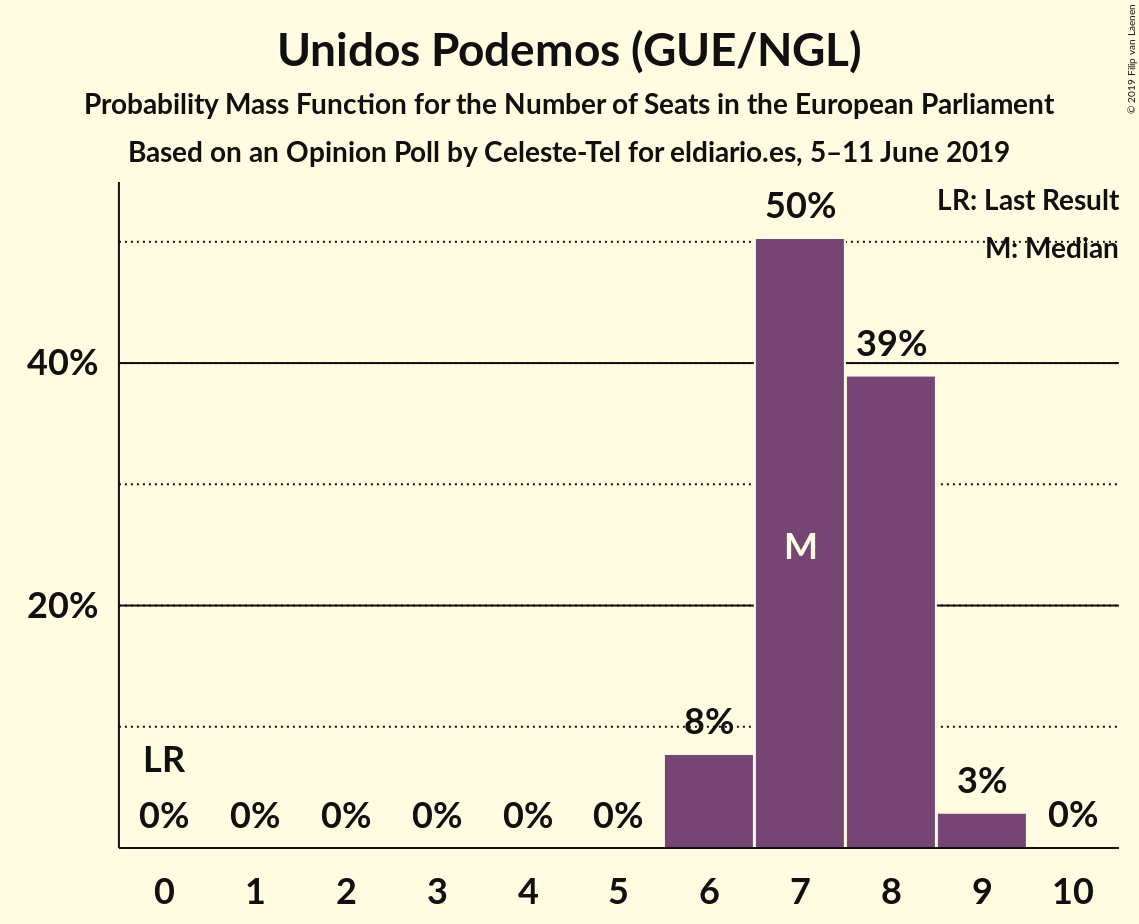 Unidos Podemos (GUE/NGL)
Probability Mass Function for the Number of Seats in the European Parliament
Based on an Opinion Poll by Celeste-Tel for eldiario.es, 5–11 June 2019
© 2019 Filip van Laenen
LR: Last Result
M: Median
50%
39%
40%
M
20%
8%
LR
3%
0% 0% 0% 0% 0% 0% 0%
0 1 2 3 4 5 6 7 8 9 10